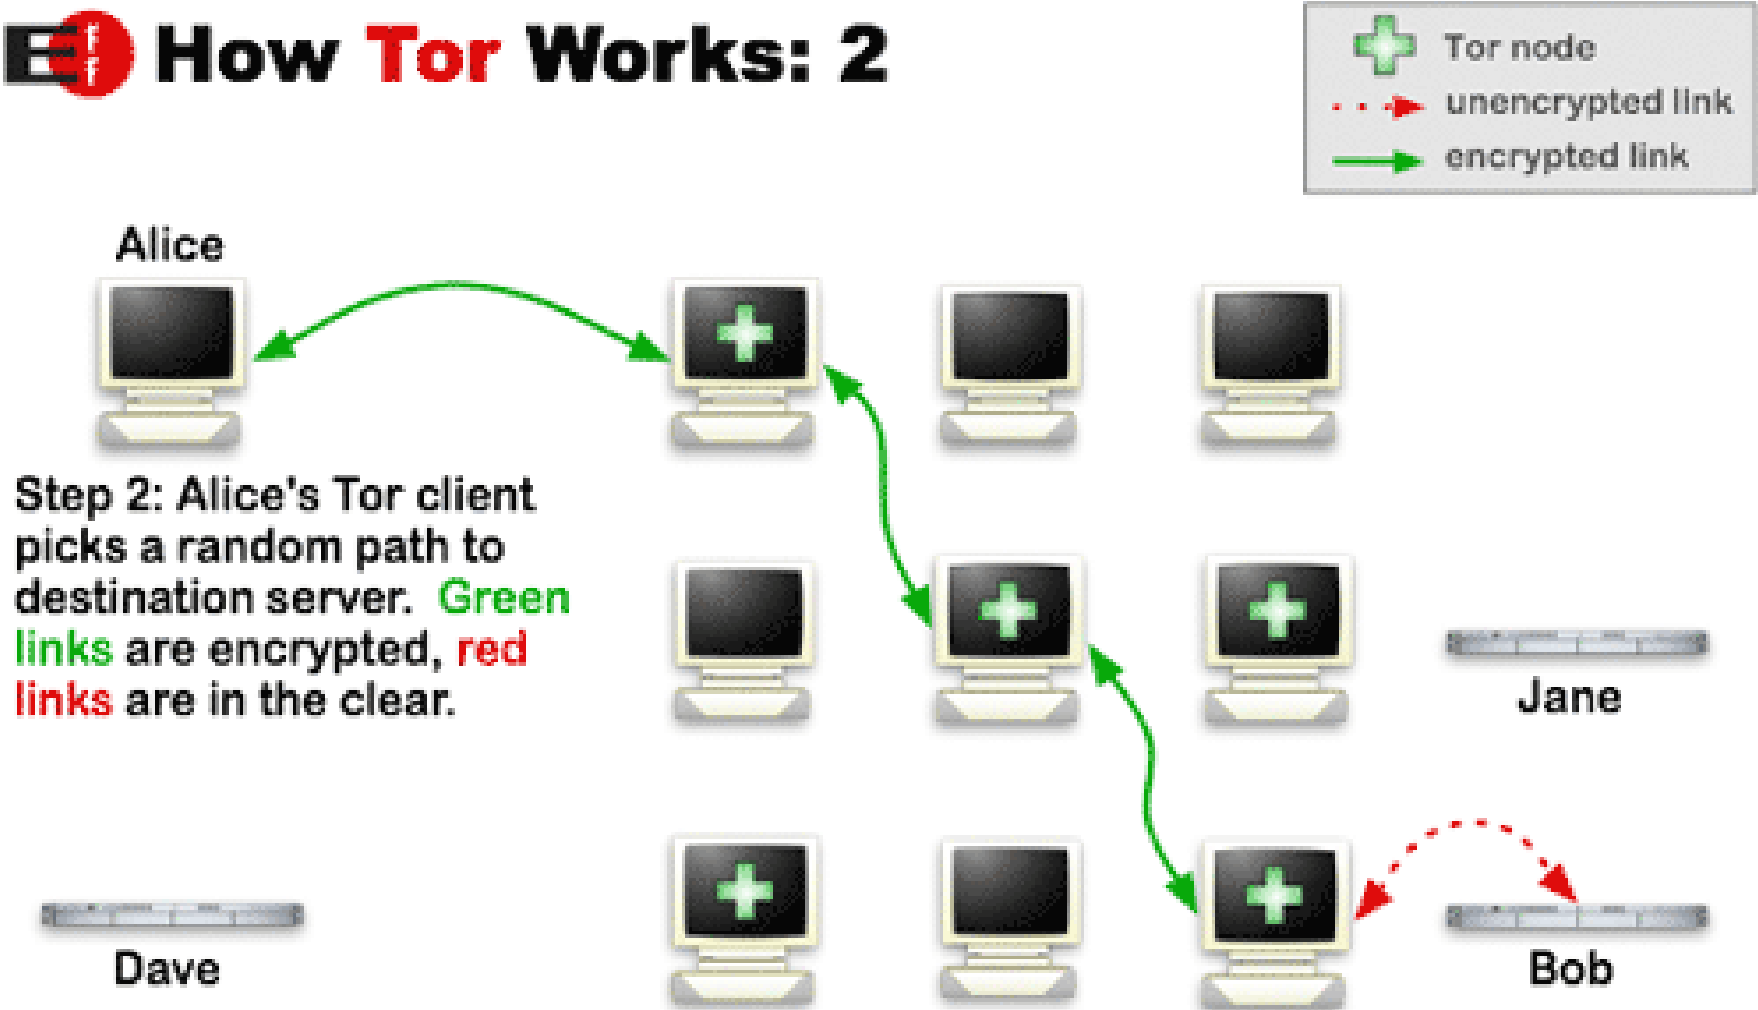 EFF How Tor Works: 2
Tor node
unencrypted link
encrypted link
Alice
Step 2: Alice's Tor client
picks a random path to
destination server. Green
links are encrypted, red
links are in the clear.
Jane
Dave
Bob